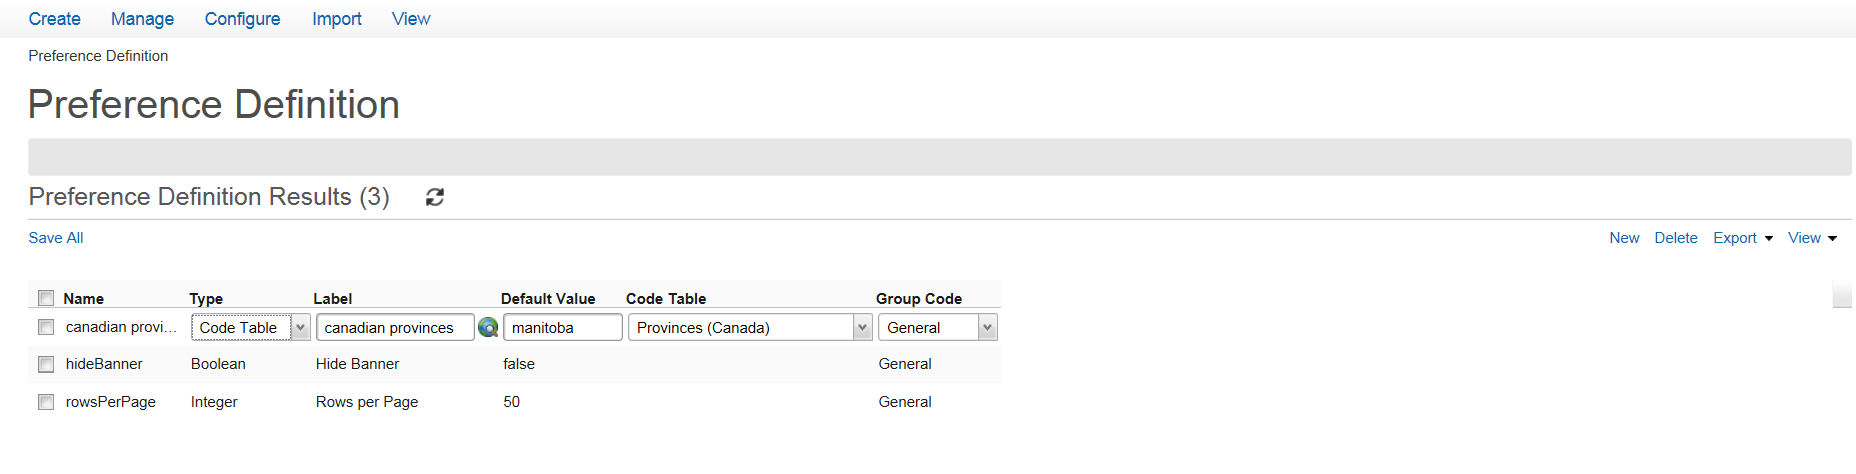 Create Manage Configure Import View
Preference Definition
Preference Definition
Preference Definition Results (3)
Save All New Delete Export View
Name Type Label Default Value Code Table Group Code
canadian provi... Code Table canadian provinces manitoba Provinces (Canada) General
hideBanner Boolean Hide Banner false General
rowsPerPage Integer Rows per Page 50 General